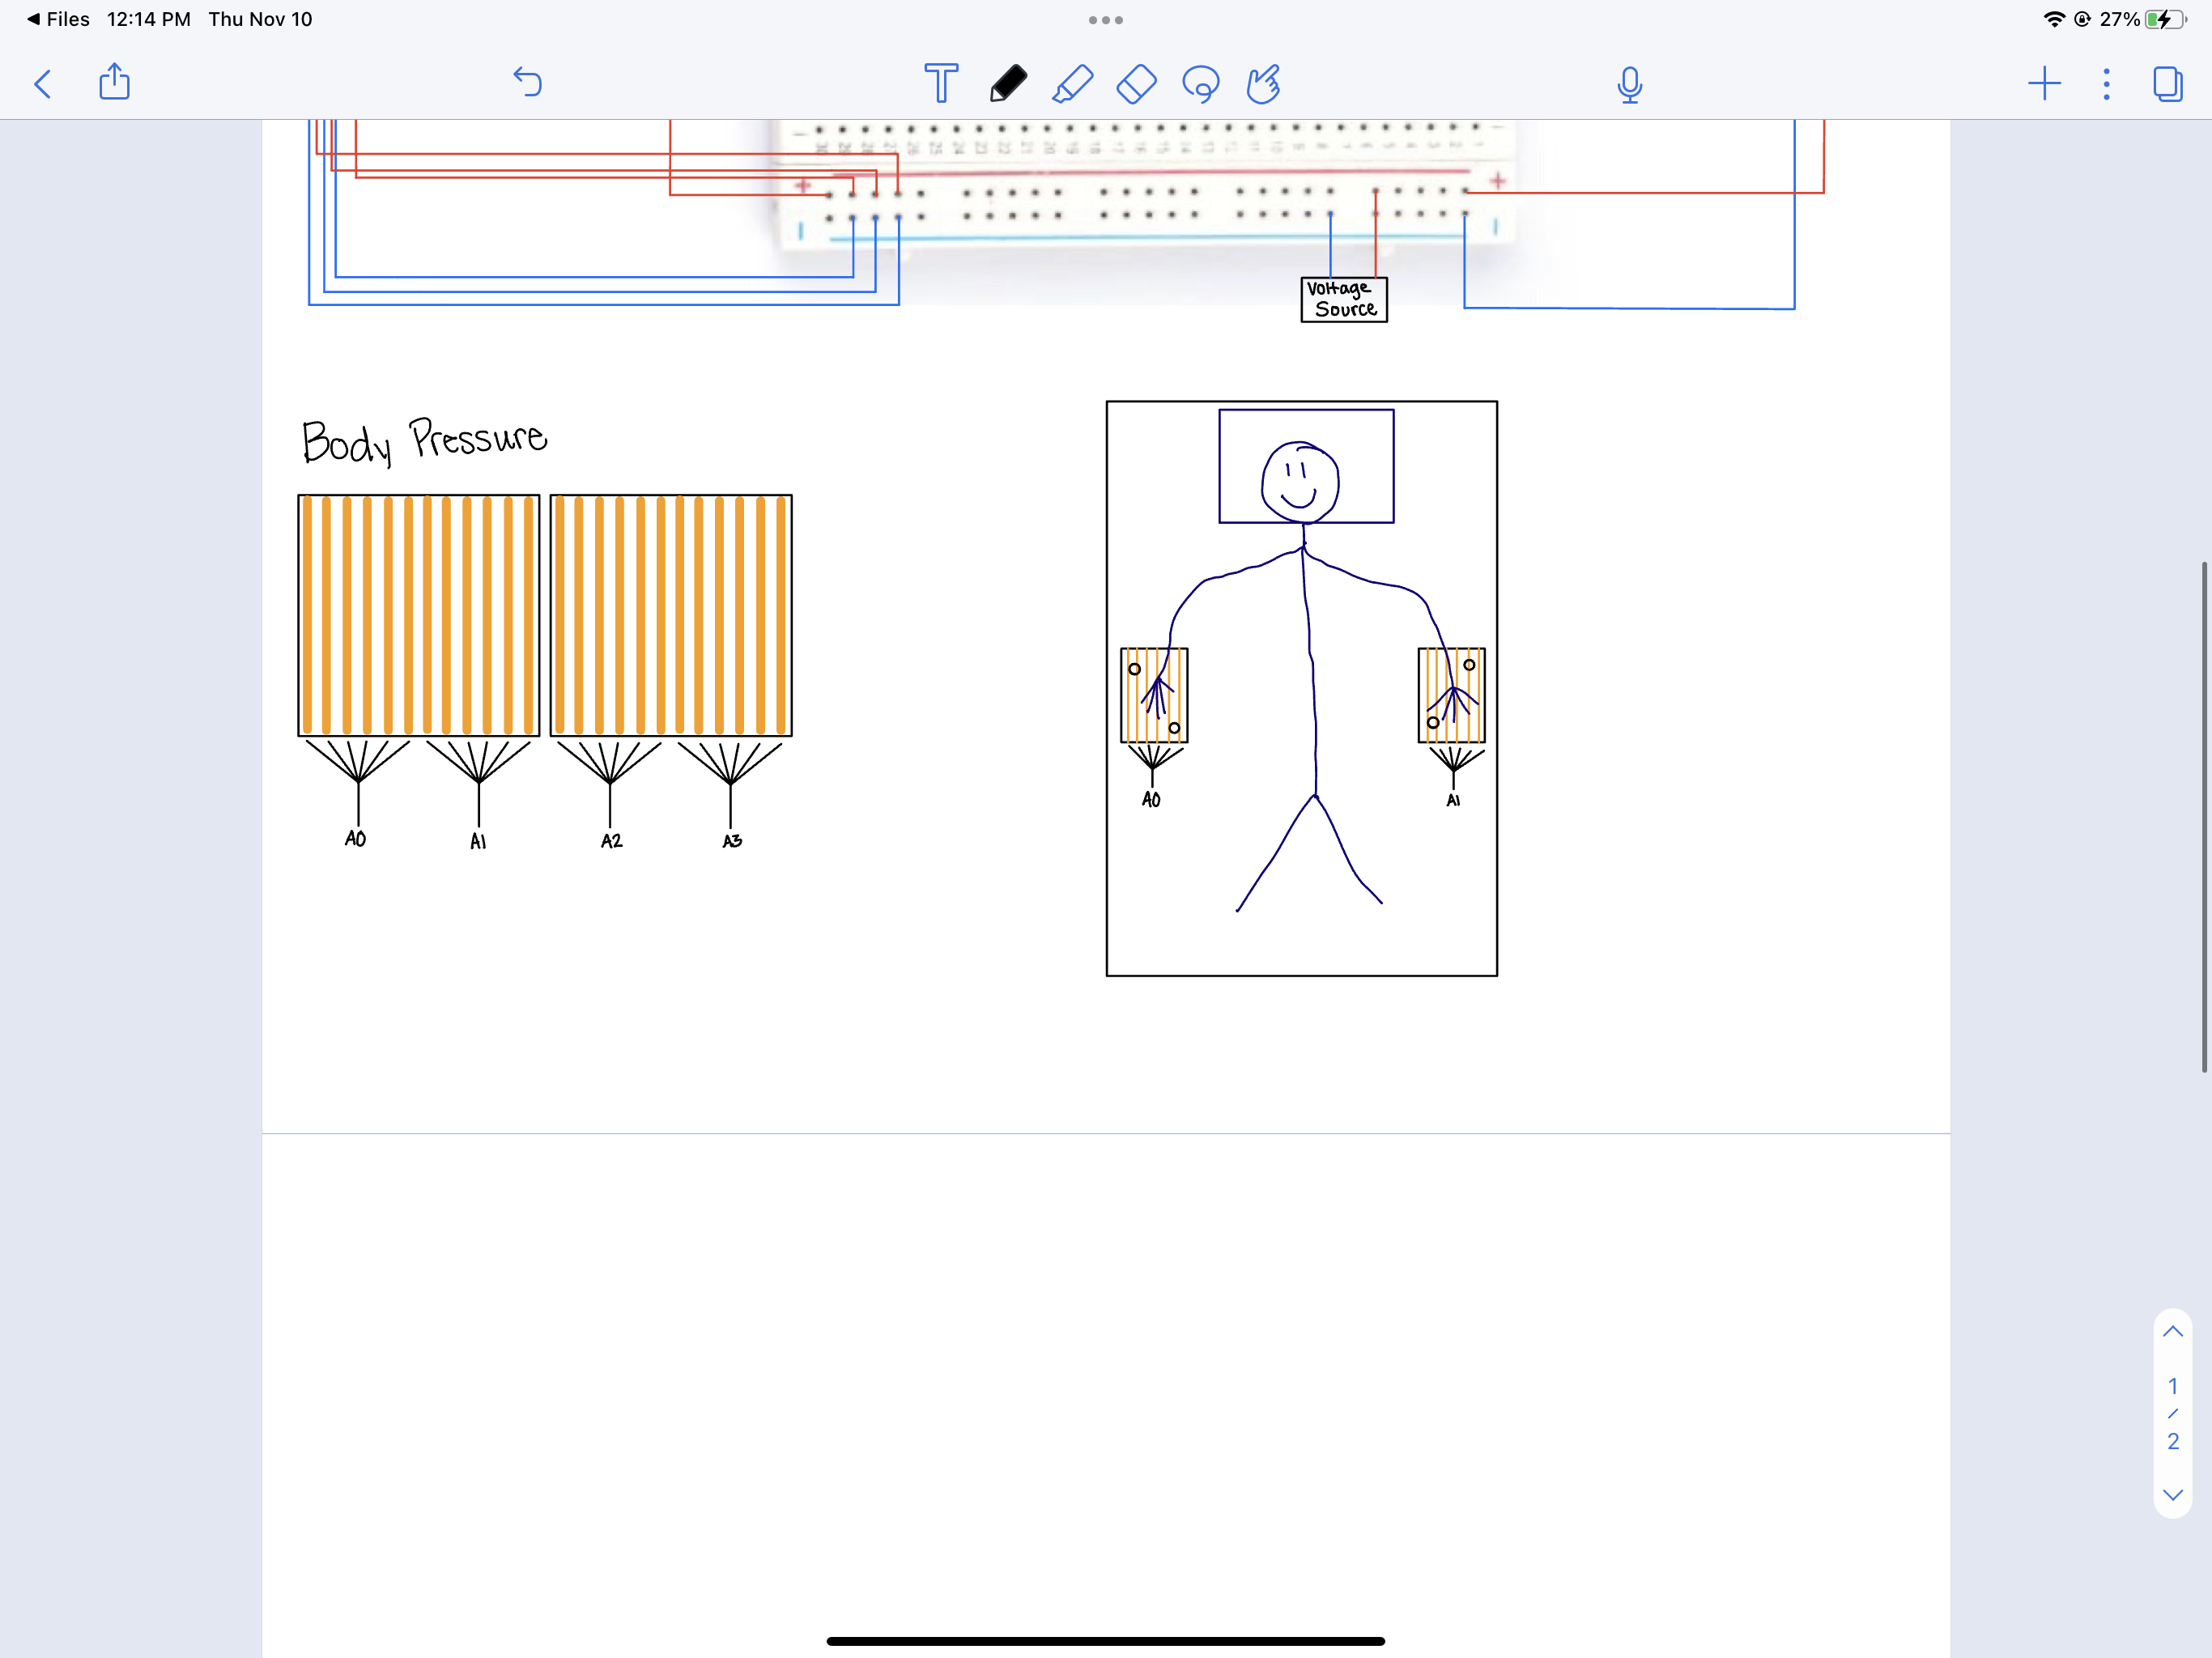 Files 12:14 PM Thu Nov 10
27%
T
+
+
Voltage
Source
Body Pressure
A0 A1 A2 A3
A0 A1
1
/
2